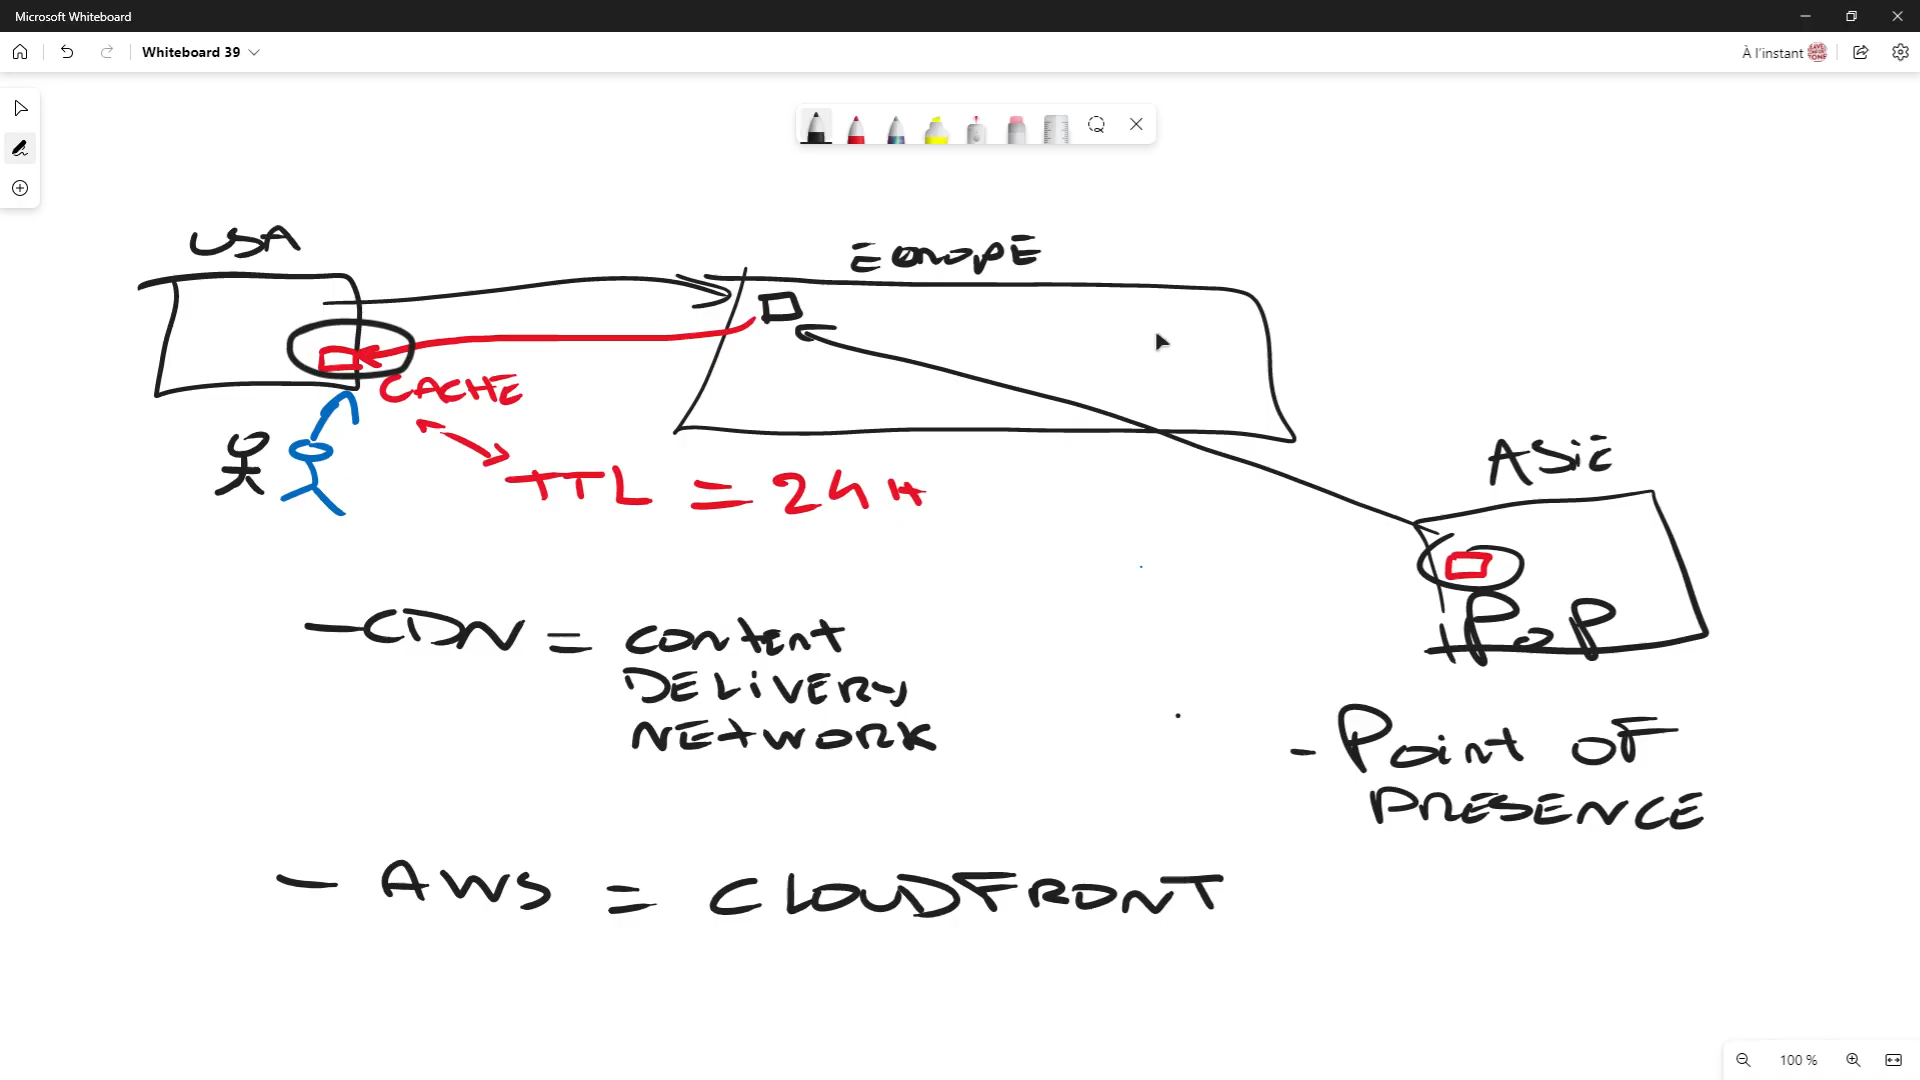 Microsoft Whiteboard
Whiteboard 39
À l'instant
USA
EUROPE
CACHE
TTL = 24H
ASIE
PoP
- CDN = content
DELIVERY
NETWORK
- Point OF
PRESENCE
- AWS = CLOUDFRONT
100 %